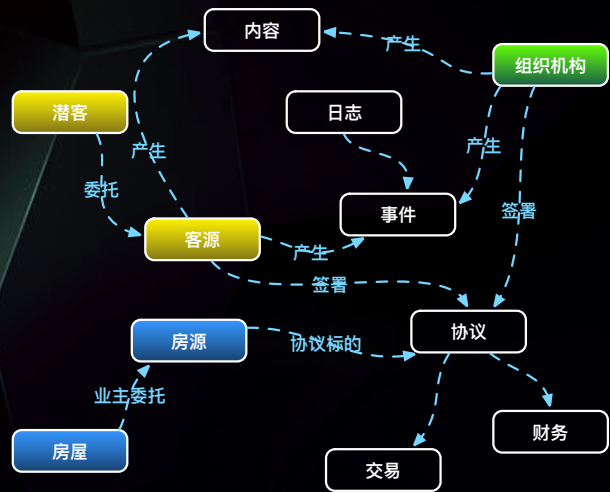 内容
产生
组织机构
潜客
日志
产生
产生
委托
事件
签署
客源
产生
签署
协议
房源
协议标的
业主委托
财务
房屋
交易